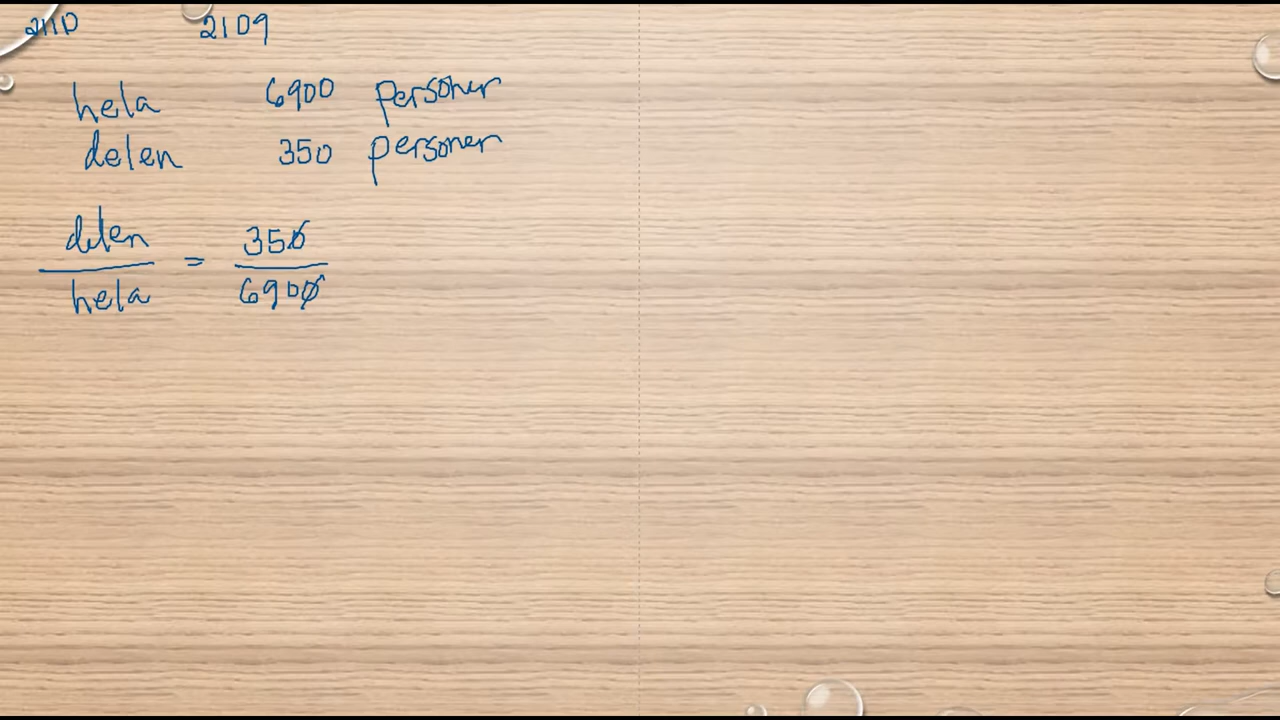 2110 2109
hela 6900 personer
delen 350 personer
delen / hela = 350 / 6900